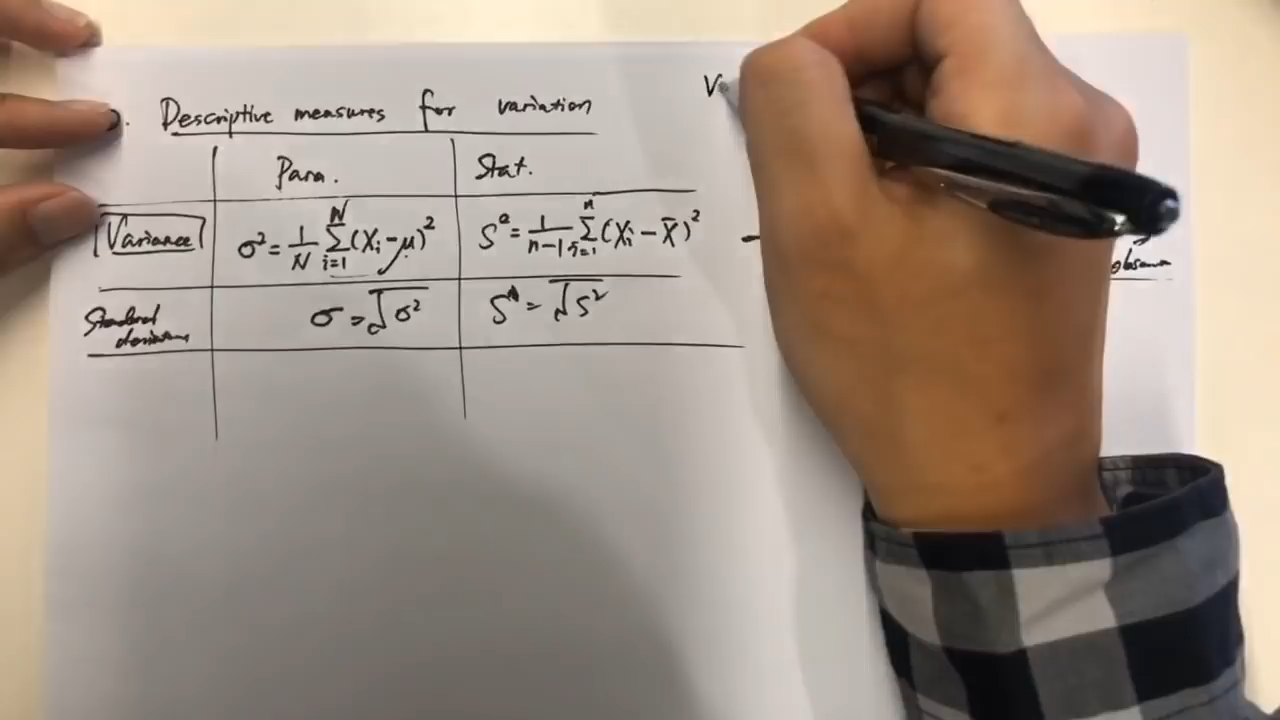 Descriptive measures for variation
Para. Stat.
Variance σ² = 1/N Σ_{i=1}^{N} (Xi - μ)² S² = 1/(n-1) Σ_{i=1}^{n} (Xi - X̄)²
Standard deviation σ = √σ² S = √S²
V